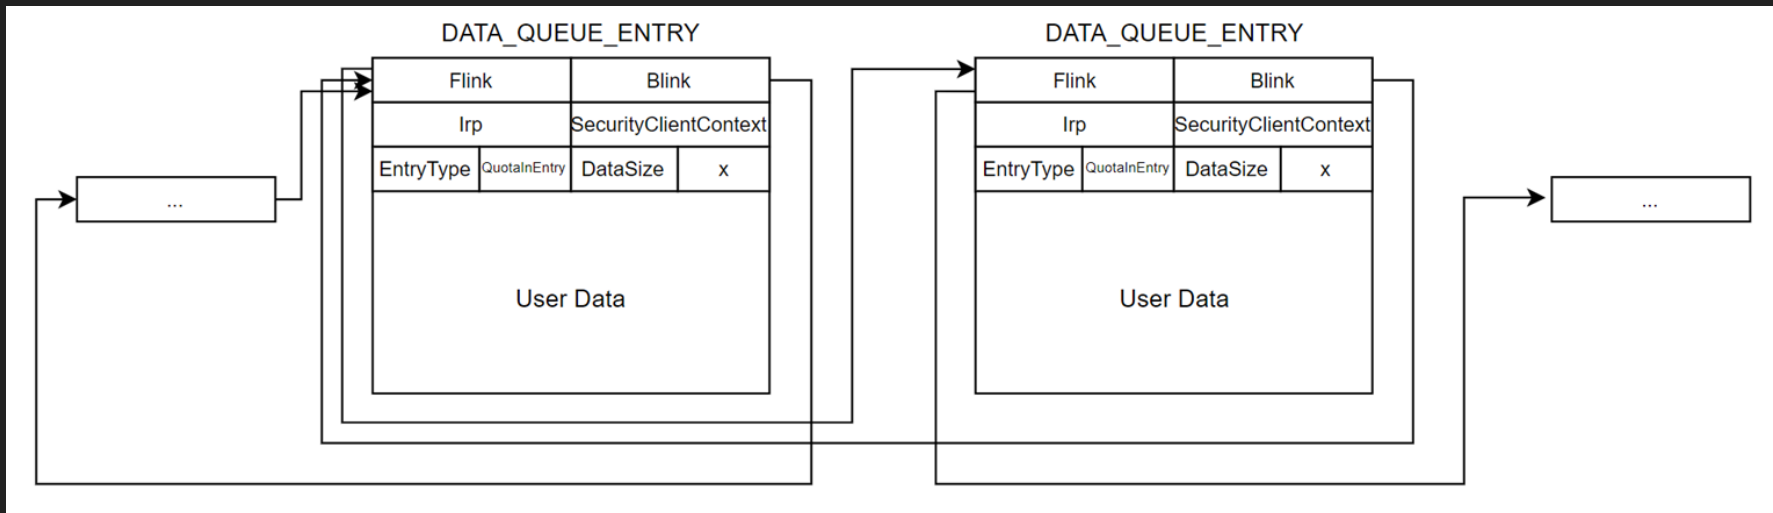 DATA_QUEUE_ENTRY
Flink Blink
Irp SecurityClientContext
EntryType QuotaInEntry DataSize x
User Data
...
DATA_QUEUE_ENTRY
Flink Blink
Irp SecurityClientContext
EntryType QuotaInEntry DataSize x
User Data
...